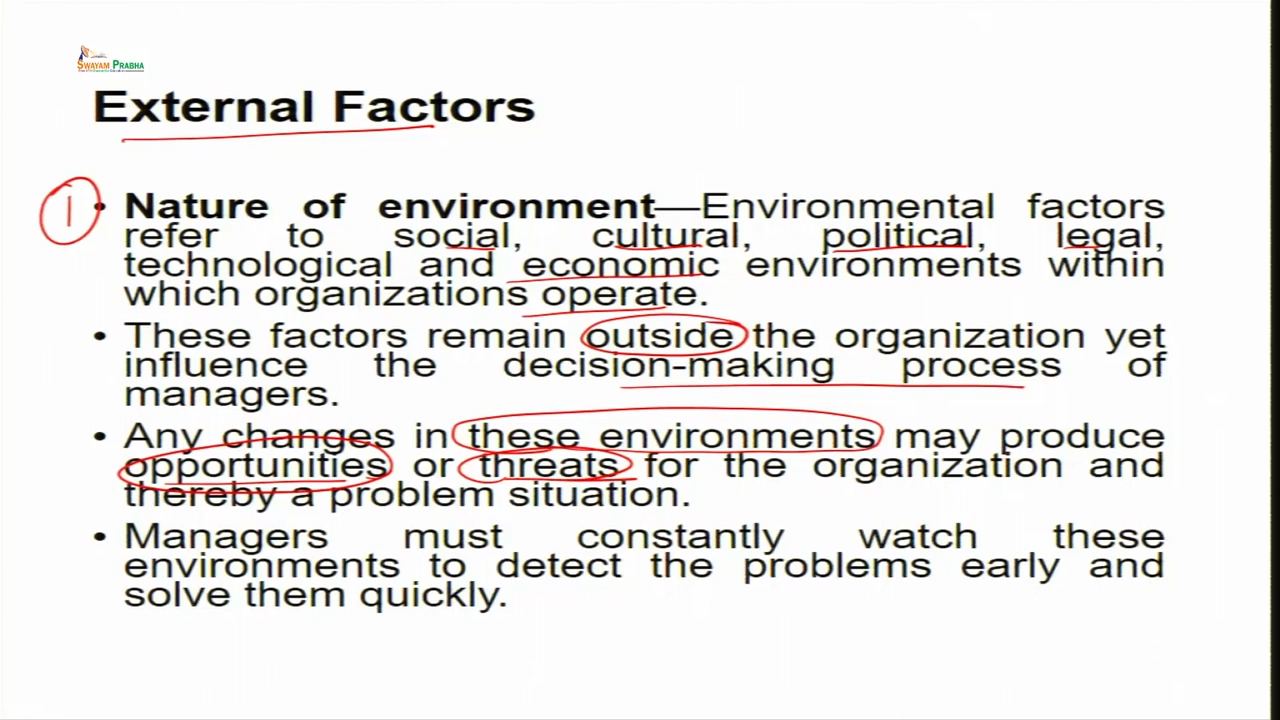 SWAYAM PRABHA
External Factors
1
• Nature of environment—Environmental factors
refer to social, cultural, political, legal,
technological and economic environments within
which organizations operate.
• These factors remain outside the organization yet
influence the decision-making process of
managers.
• Any changes in these environments may produce
opportunities or threats for the organization and
thereby a problem situation.
• Managers must constantly watch these
environments to detect the problems early and
solve them quickly.